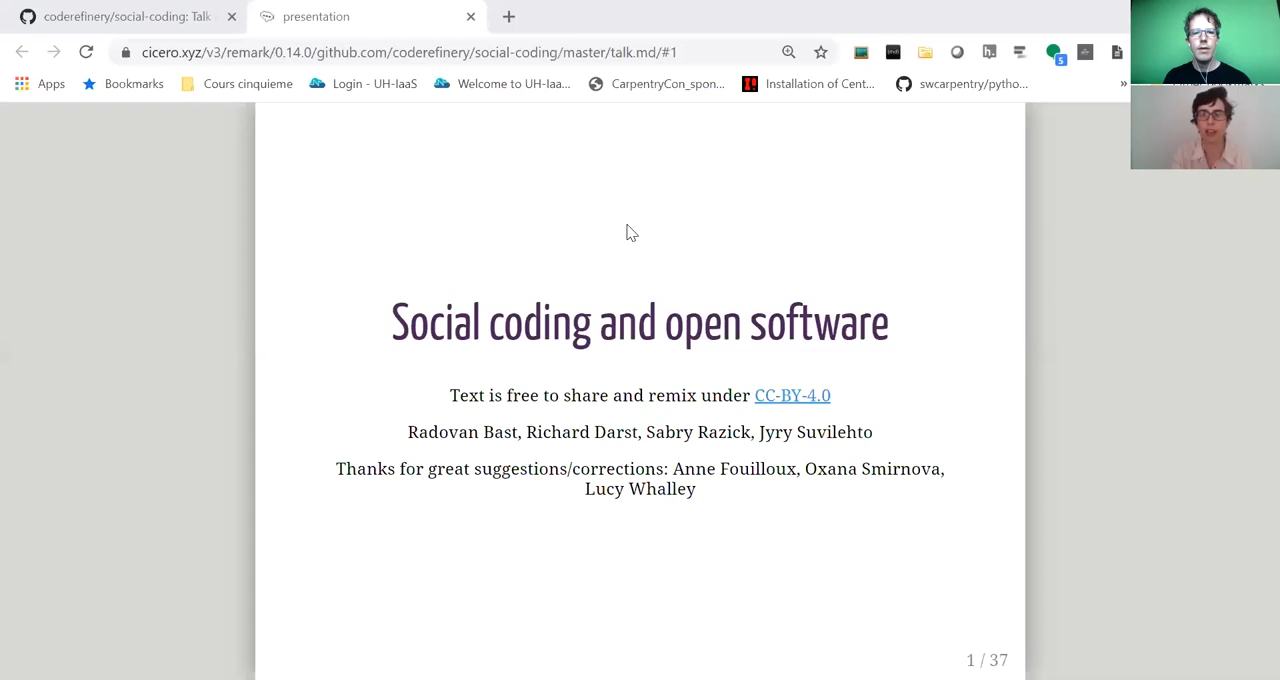 coderefinery/social-coding: Talk
presentation
cicero.xyz/v3/remark/0.14.0/github.com/coderefinery/social-coding/master/talk.md/#1
5
Apps
Bookmarks
Cours cinquieme
Login - UH-IaaS
Welcome to UH-Iaa...
CarpentryCon_spon...
Installation of Cent...
swcarpentry/pytho...
»
Social coding and open software
Text is free to share and remix under CC-BY-4.0
Radovan Bast, Richard Darst, Sabry Razick, Jyry Suvilehto
Thanks for great suggestions/corrections: Anne Fouilloux, Oxana Smirnova,
Lucy Whalley
1 / 37